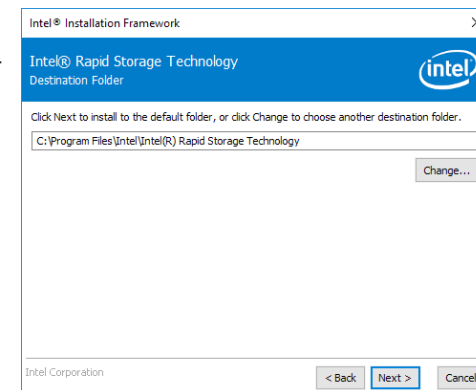 Intel® Installation Framework
Intel® Rapid Storage Technology
Destination Folder
intel
Click Next to install to the default folder, or click Change to choose another destination folder.
C:\Program Files\Intel\Intel(R) Rapid Storage Technology
Change...
Intel Corporation
< Back Next > Cancel